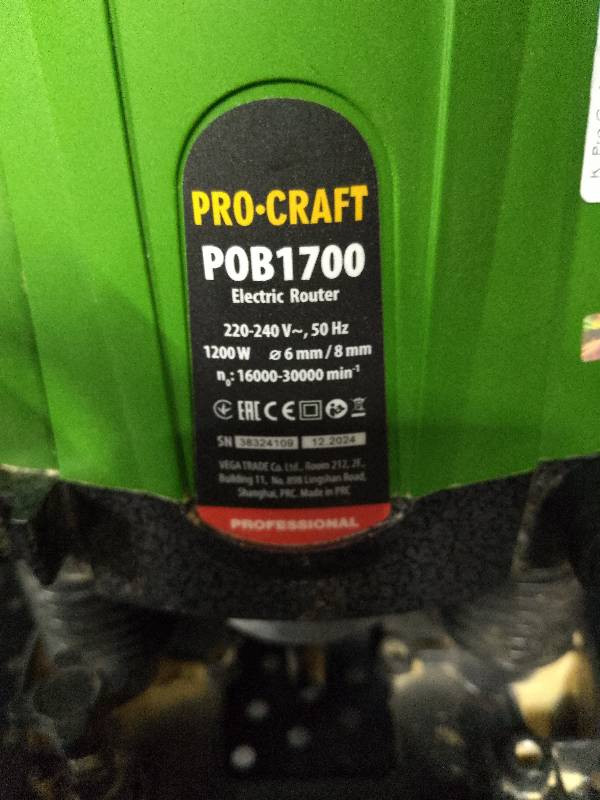 PRO•CRAFT
POB1700
Electric Router
220-240 V~, 50 Hz
1200 W ⌀ 6 mm / 8 mm
n₀: 16000-30000 min⁻¹
EAC CE
SN 38324109 12.2024
VEGA TRADE Co. Ltd., Room 212, 2F.,
Building 11, No. 898 Lingshan Road,
Shanghai, PRC. Made in PRC
PROFESSIONAL